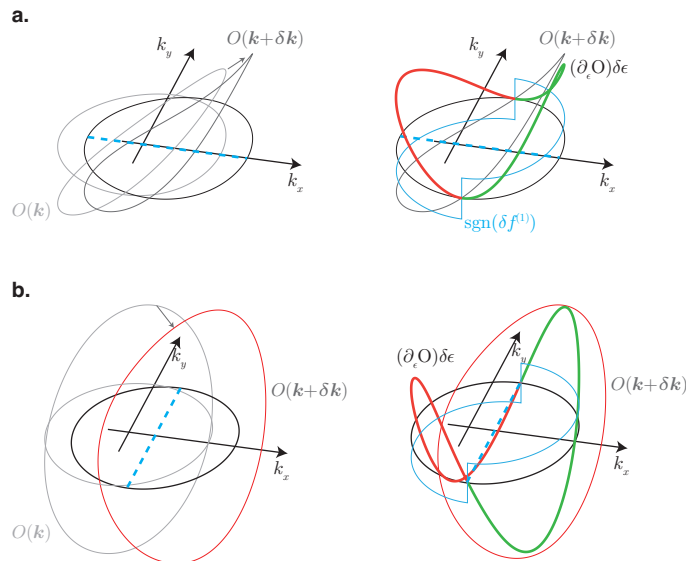 a.
k_y
O(k+δk)
k_x
O(k)
k_y
O(k+δk)
(∂_ϵO)δϵ
k_x
sgn(δf^(1))
b.
k_y
O(k+δk)
k_x
O(k)
(∂_ϵO)δϵ
k_y
O(k+δk)
k_x